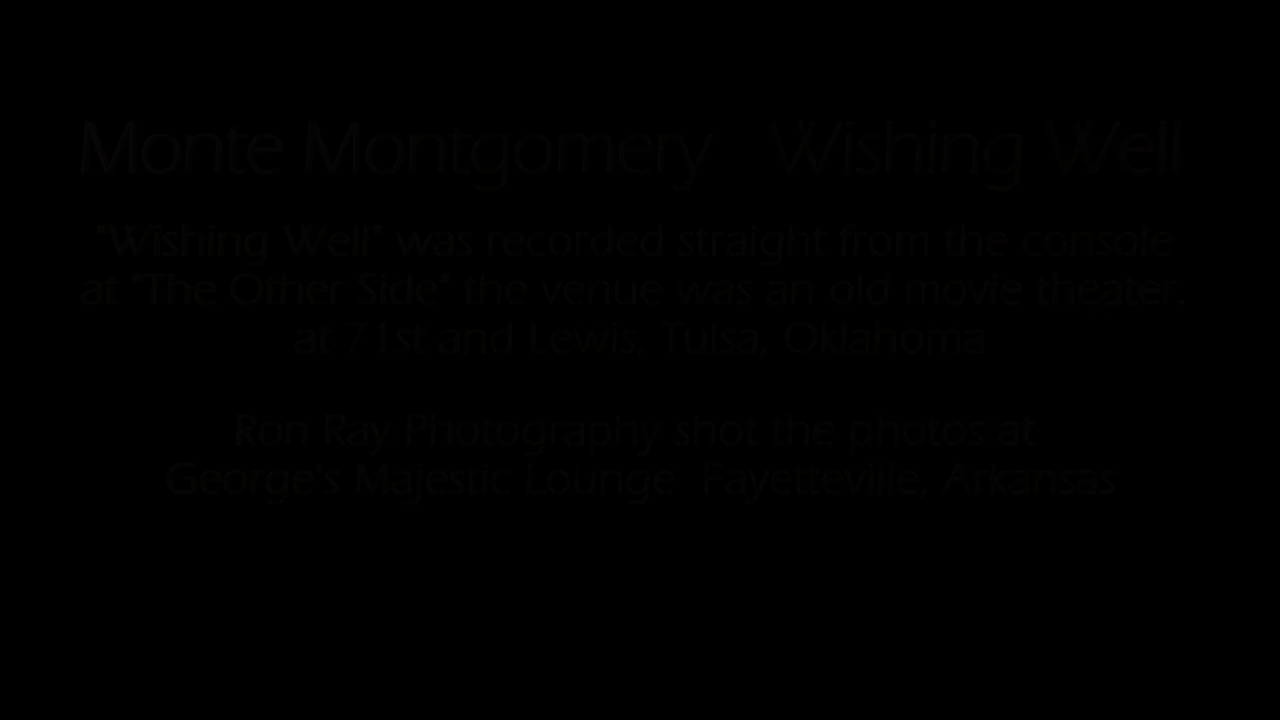 Monte Montgomery Wishing Well
"Wishing Well" was recorded straight from the console
at "The Other Side" the venue was an old movie theater.
at 71st and Lewis, Tulsa, Oklahoma
Ron Ray Photography shot the photos at
George's Majestic Lounge Fayetteville, Arkansas